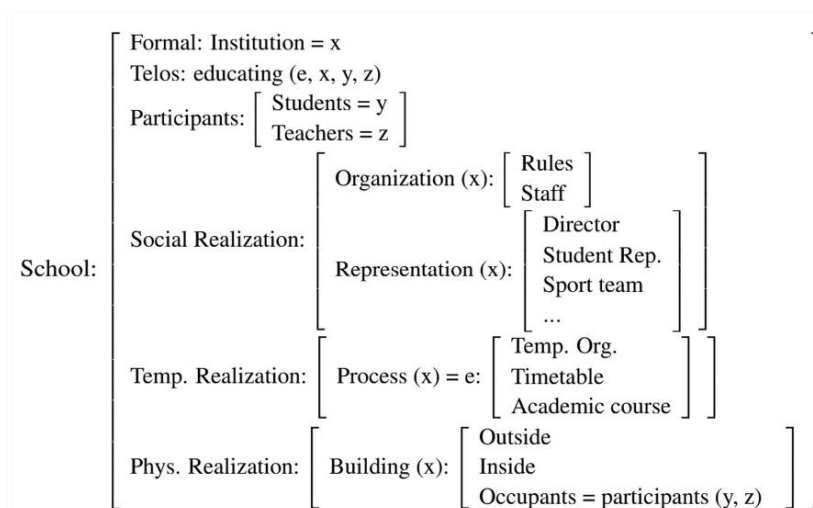 School:
Formal: Institution = x
Telos: educating (e, x, y, z)
Participants:
Students = y
Teachers = z
Social Realization:
Organization (x):
Rules
Staff
Representation (x):
Director
Student Rep.
Sport team
...
Temp. Realization:
Process (x) = e:
Temp. Org.
Timetable
Academic course
Phys. Realization:
Building (x):
Outside
Inside
Occupants = participants (y, z)